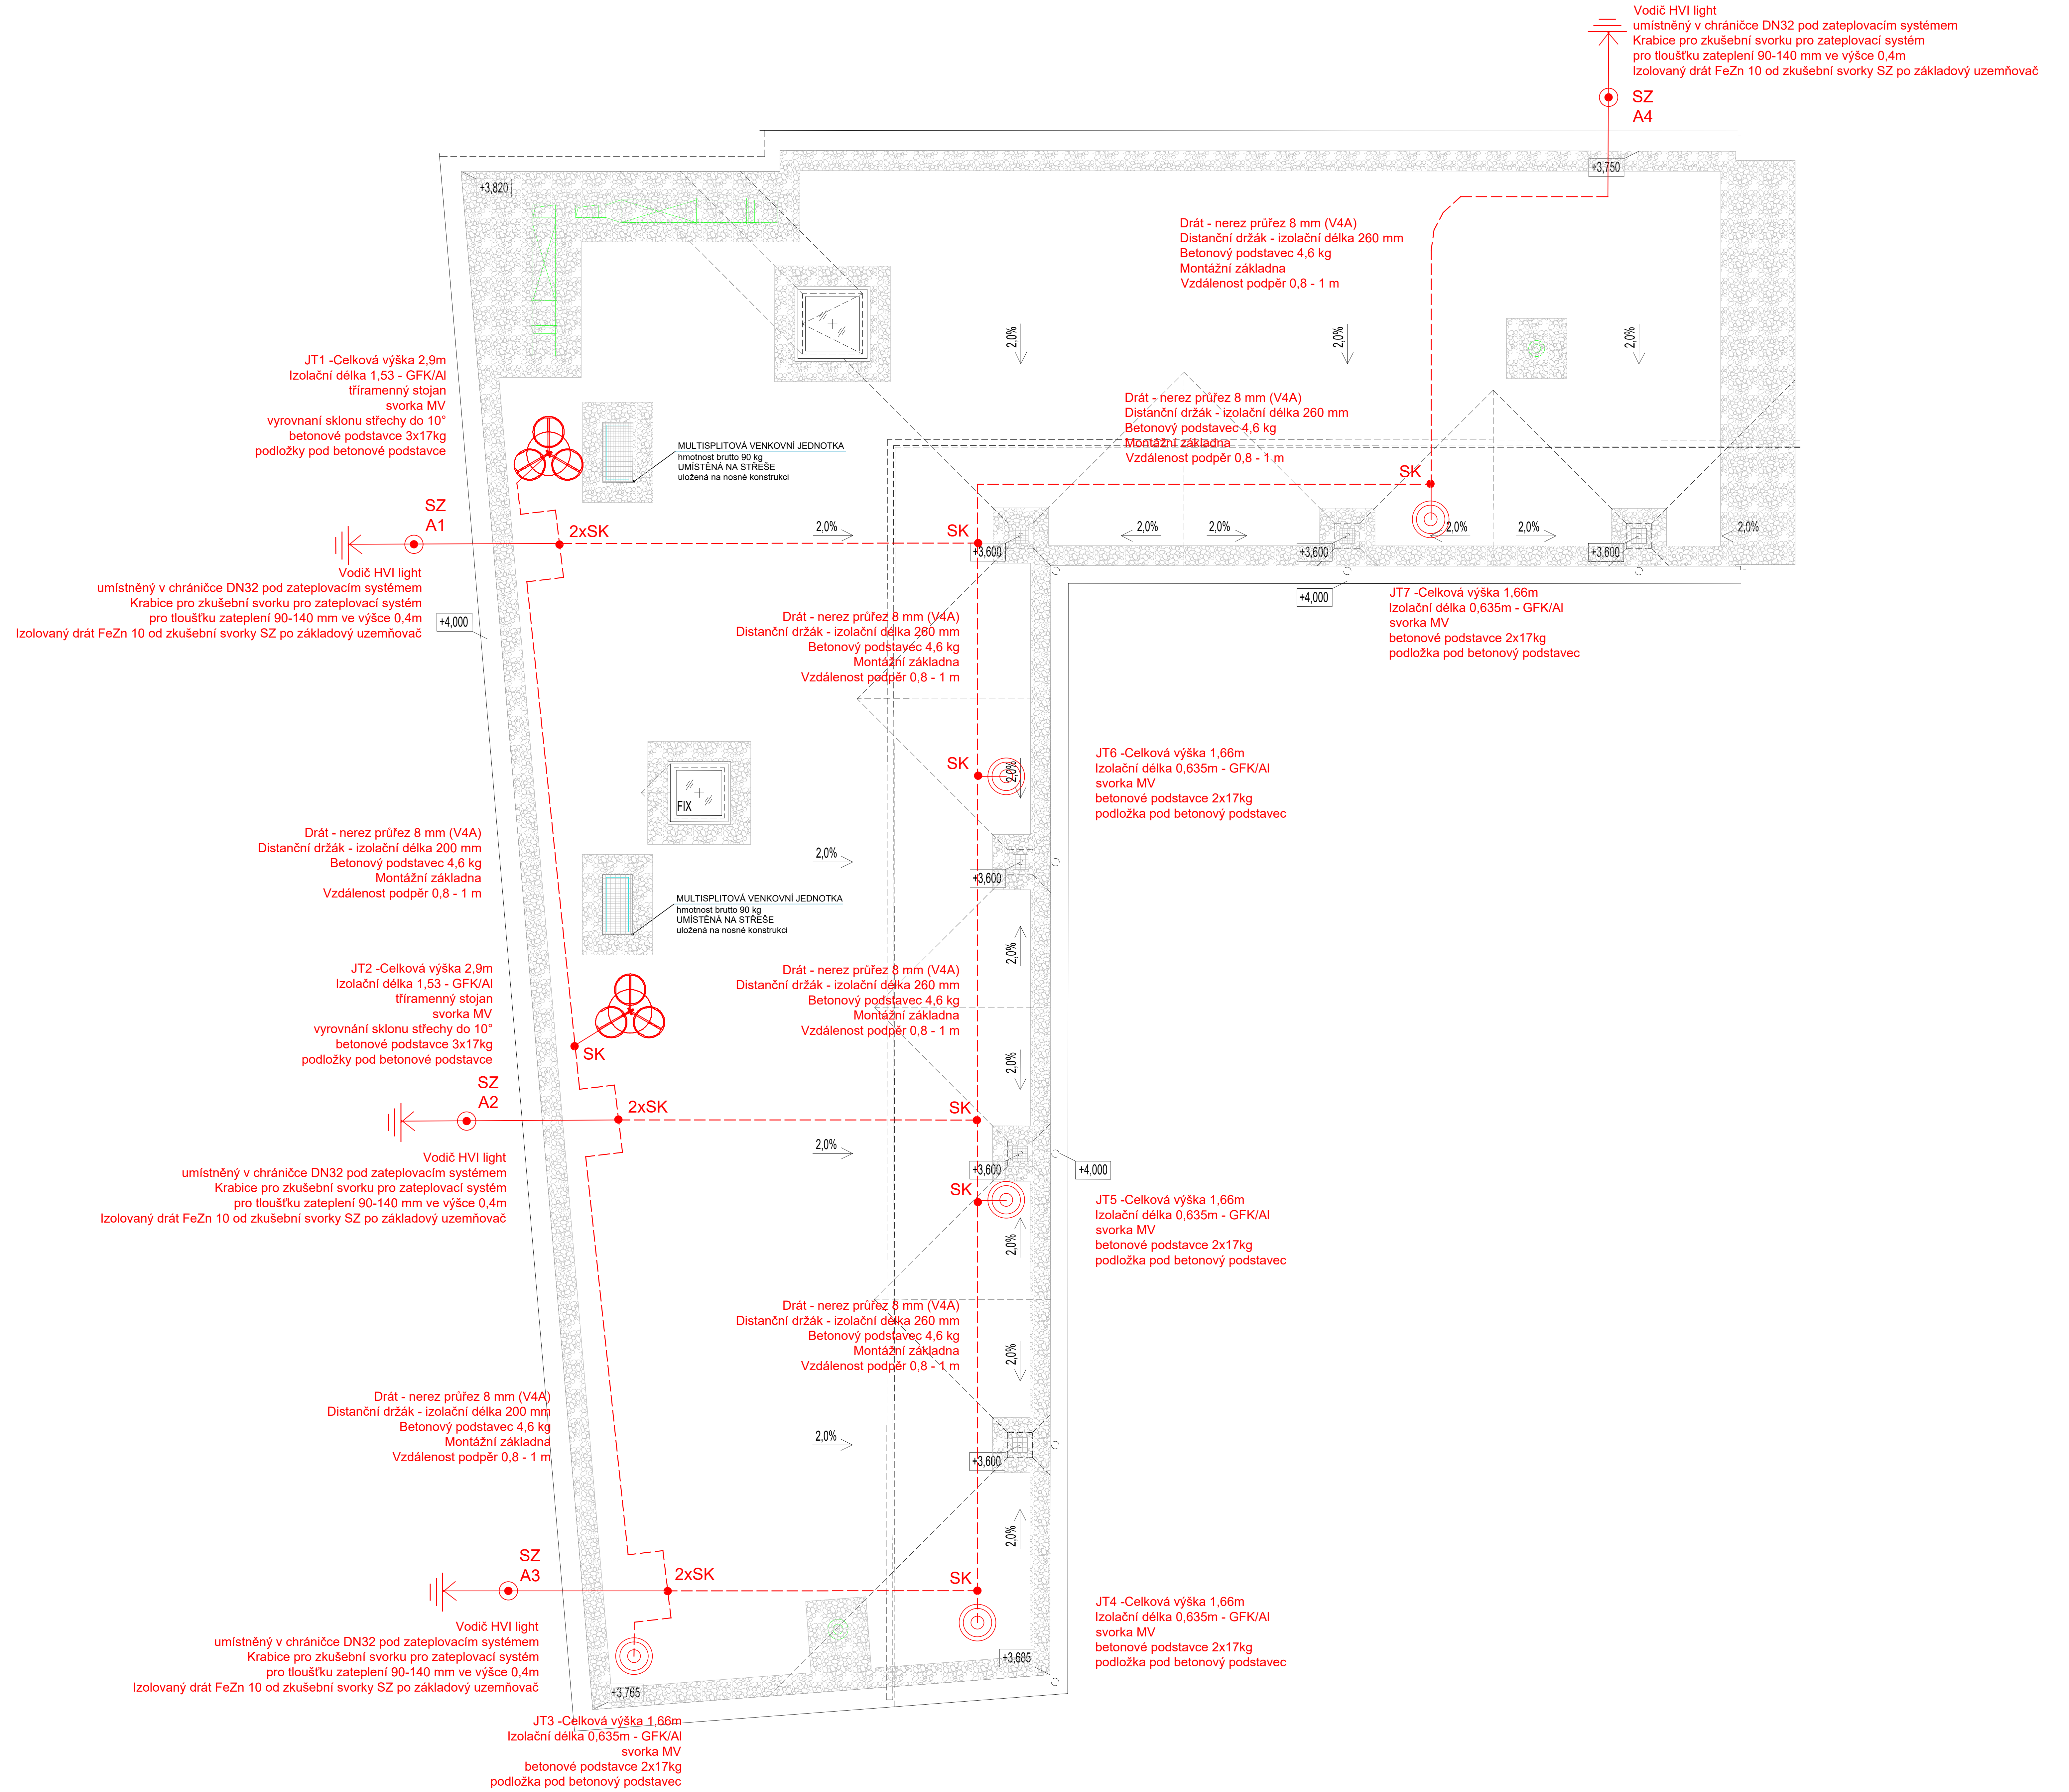 Vodič HVI light
umístněný v chráničce DN32 pod zateplovacím systémem
Krabice pro zkušební svorku pro zateplovací systém
pro tloušťku zateplení 90-140 mm ve výšce 0,4m
Izolovaný drát FeZn 10 od zkušební svorky SZ po základový uzemňovač
SZ
A4
+3,750
+3,820
Drát - nerez průřez 8 mm (V4A)
Distanční držák - izolační délka 260 mm
Betonový podstavec 4,6 kg
Montážní základna
Vzdálenost podpěr 0,8 - 1 m
2,0%
2,0%
2,0%
JT1 -Celková výška 2,9m
Izolační délka 1,53 - GFK/Al
tříramenný stojan
svorka MV
vyrovnaní sklonu střechy do 10°
betonové podstavce 3x17kg
podložky pod betonové podstavce
Drát - nerez průřez 8 mm (V4A)
Distanční držák - izolační délka 260 mm
Betonový podstavec 4,6 kg
Montážní základna
Vzdálenost podpěr 0,8 - 1 m
MULTISPLITOVÁ VENKOVNÍ JEDNOTKA
hmotnost brutto 90 kg
UMÍSTĚNÁ NA STŘEŠE
uložená na nosné konstrukci
SK
SZ
A1
2xSK
2,0%
SK
2,0%
2,0%
2,0%
2,0%
2,0%
+3,600
+3,600
+3,600
Vodič HVI light
umístněný v chráničce DN32 pod zateplovacím systémem
Krabice pro zkušební svorku pro zateplovací systém
pro tloušťku zateplení 90-140 mm ve výšce 0,4m
Izolovaný drát FeZn 10 od zkušební svorky SZ po základový uzemňovač
+4,000
+4,000
JT7 -Celková výška 1,66m
Izolační délka 0,635m - GFK/Al
svorka MV
betonové podstavce 2x17kg
podložka pod betonový podstavec
Drát - nerez průřez 8 mm (V4A)
Distanční držák - izolační délka 260 mm
Betonový podstavec 4,6 kg
Montážní základna
Vzdálenost podpěr 0,8 - 1 m
SK
2,0%
JT6 -Celková výška 1,66m
Izolační délka 0,635m - GFK/Al
svorka MV
betonové podstavce 2x17kg
podložka pod betonový podstavec
FIX
Drát - nerez průřez 8 mm (V4A)
Distanční držák - izolační délka 200 mm
Betonový podstavec 4,6 kg
Montážní základna
Vzdálenost podpěr 0,8 - 1 m
2,0%
+3,600
MULTISPLITOVÁ VENKOVNÍ JEDNOTKA
hmotnost brutto 90 kg
UMÍSTĚNÁ NA STŘEŠE
uložená na nosné konstrukci
2,0%
JT2 -Celková výška 2,9m
Izolační délka 1,53 - GFK/Al
tříramenný stojan
svorka MV
vyrovnání sklonu střechy do 10°
betonové podstavce 3x17kg
podložky pod betonové podstavce
Drát - nerez průřez 8 mm (V4A)
Distanční držák - izolační délka 260 mm
Betonový podstavec 4,6 kg
Montážní základna
Vzdálenost podpěr 0,8 - 1 m
SK
2,0%
SZ
A2
2xSK
SK
2,0%
+3,600
+4,000
Vodič HVI light
umístněný v chráničce DN32 pod zateplovacím systémem
Krabice pro zkušební svorku pro zateplovací systém
pro tloušťku zateplení 90-140 mm ve výšce 0,4m
Izolovaný drát FeZn 10 od zkušební svorky SZ po základový uzemňovač
SK
JT5 -Celková výška 1,66m
Izolační délka 0,635m - GFK/Al
svorka MV
betonové podstavce 2x17kg
podložka pod betonový podstavec
2,0%
Drát - nerez průřez 8 mm (V4A)
Distanční držák - izolační délka 260 mm
Betonový podstavec 4,6 kg
Montážní základna
Vzdálenost podpěr 0,8 - 1 m
2,0%
Drát - nerez průřez 8 mm (V4A)
Distanční držák - izolační délka 200 mm
Betonový podstavec 4,6 kg
Montážní základna
Vzdálenost podpěr 0,8 - 1 m
2,0%
+3,600
2,0%
SZ
A3
2xSK
SK
Vodič HVI light
umístněný v chráničce DN32 pod zateplovacím systémem
Krabice pro zkušební svorku pro zateplovací systém
pro tloušťku zateplení 90-140 mm ve výšce 0,4m
Izolovaný drát FeZn 10 od zkušební svorky SZ po základový uzemňovač
JT4 -Celková výška 1,66m
Izolační délka 0,635m - GFK/Al
svorka MV
betonové podstavce 2x17kg
podložka pod betonový podstavec
+3,685
+3,765
JT3 -Celková výška 1,66m
Izolační délka 0,635m - GFK/Al
svorka MV
betonové podstavce 2x17kg
podložka pod betonový podstavec